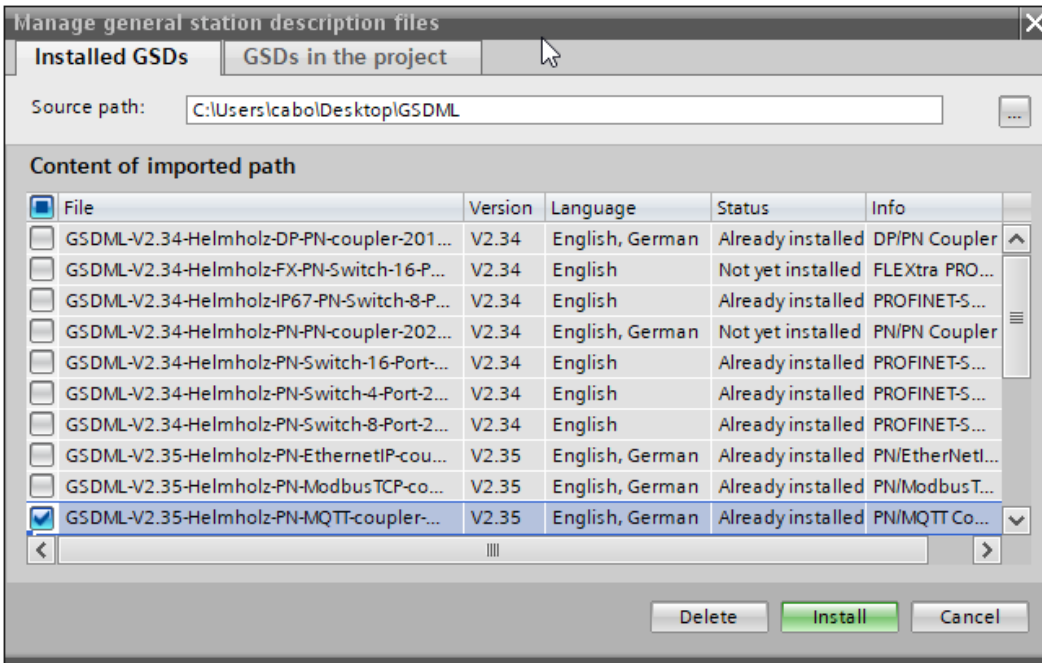 Manage general station description files
Installed GSDs GSDs in the project
Source path: C:\Users\cabo\Desktop\GSDML ...
Content of imported path
File Version Language Status Info
GSDML-V2.34-Helmholz-DP-PN-coupler-201... V2.34 English, German Already installed DP/PN Coupler
GSDML-V2.34-Helmholz-FX-PN-Switch-16-P... V2.34 English Not yet installed FLEXtra PRO...
GSDML-V2.34-Helmholz-IP67-PN-Switch-8-P... V2.34 English Already installed PROFINET-S...
GSDML-V2.34-Helmholz-PN-PN-coupler-202... V2.34 English, German Not yet installed PN/PN Coupler
GSDML-V2.34-Helmholz-PN-Switch-16-Port-... V2.34 English Already installed PROFINET-S...
GSDML-V2.34-Helmholz-PN-Switch-4-Port-2... V2.34 English Already installed PROFINET-S...
GSDML-V2.34-Helmholz-PN-Switch-8-Port-2... V2.34 English Already installed PROFINET-S...
GSDML-V2.35-Helmholz-PN-EthernetIP-cou... V2.35 English, German Already installed PN/EtherNetI...
GSDML-V2.35-Helmholz-PN-ModbusTCP-co... V2.35 English, German Already installed PN/ModbusT...
GSDML-V2.35-Helmholz-PN-MQTT-coupler-... V2.35 English, German Already installed PN/MQTT Co...
Delete Install Cancel